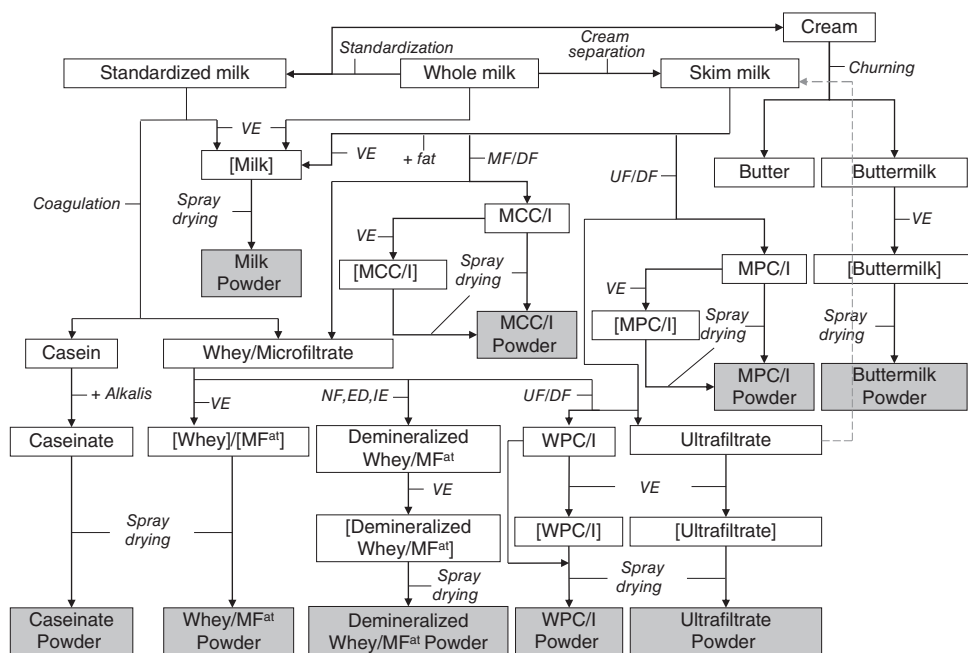 Cream
Standardization
Cream
separation
Standardized milk
Whole milk
Skim milk
Churning
VE
[Milk]
VE
+ fat
MF/DF
UF/DF
Butter
Buttermilk
Coagulation
Spray
drying
MCC/I
VE
VE
Milk
Powder
[MCC/I]
Spray
drying
MPC/I
[Buttermilk]
VE
[MPC/I]
Spray
drying
Spray
drying
Casein
Whey/Microfiltrate
MCC/I
Powder
MPC/I
Powder
Buttermilk
Powder
+ Alkalis
VE
NF,ED,IE
UF/DF
Caseinate
[Whey]/[MFat]
Demineralized
Whey/MFat
WPC/I
Ultrafiltrate
VE
VE
Spray
drying
[Demineralized
Whey/MFat]
[WPC/I]
[Ultrafiltrate]
Spray
drying
Spray
drying
Caseinate
Powder
Whey/MFat
Powder
Demineralized
Whey/MFat Powder
WPC/I
Powder
Ultrafiltrate
Powder